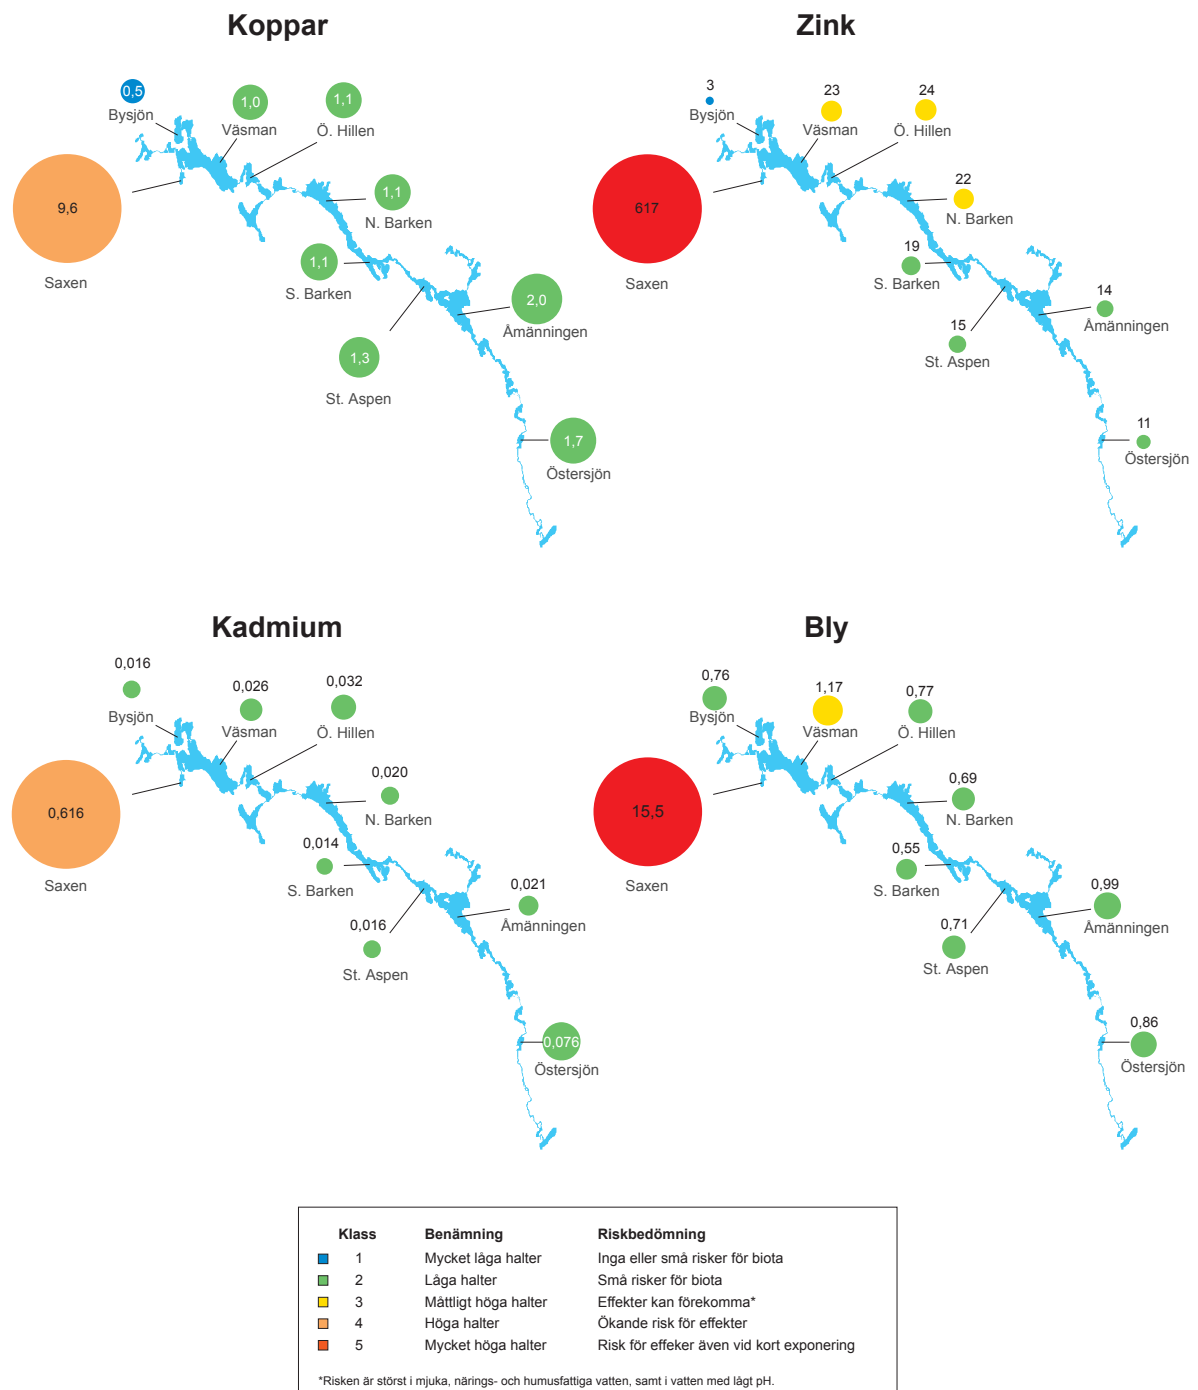 Koppar
Zink
0,5
1,0
1,1
Bysjön
Väsman
Ö. Hillen
9,6
1,1
N. Barken
1,1
S. Barken
Saxen
2,0
Åmänningen
1,3
St. Aspen
1,7
Östersjön
3
23
24
Bysjön
Väsman
Ö. Hillen
617
22
N. Barken
19
S. Barken
Saxen
14
Åmänningen
15
St. Aspen
11
Östersjön
Kadmium
Bly
0,016
0,026
0,032
Bysjön
Väsman
Ö. Hillen
0,616
0,020
N. Barken
0,014
S. Barken
Saxen
0,021
Åmänningen
0,016
St. Aspen
0,076
Östersjön
0,76
1,17
0,77
Bysjön
Väsman
Ö. Hillen
15,5
0,69
N. Barken
0,55
S. Barken
Saxen
0,99
Åmänningen
0,71
St. Aspen
0,86
Östersjön
Klass Benämning Riskbedömning
1 Mycket låga halter Inga eller små risker för biota
2 Låga halter Små risker för biota
3 Måttligt höga halter Effekter kan förekomma*
4 Höga halter Ökande risk för effekter
5 Mycket höga halter Risk för effeker även vid kort exponering
*Risken är störst i mjuka, närings- och humusfattiga vatten, samt i vatten med lågt pH.